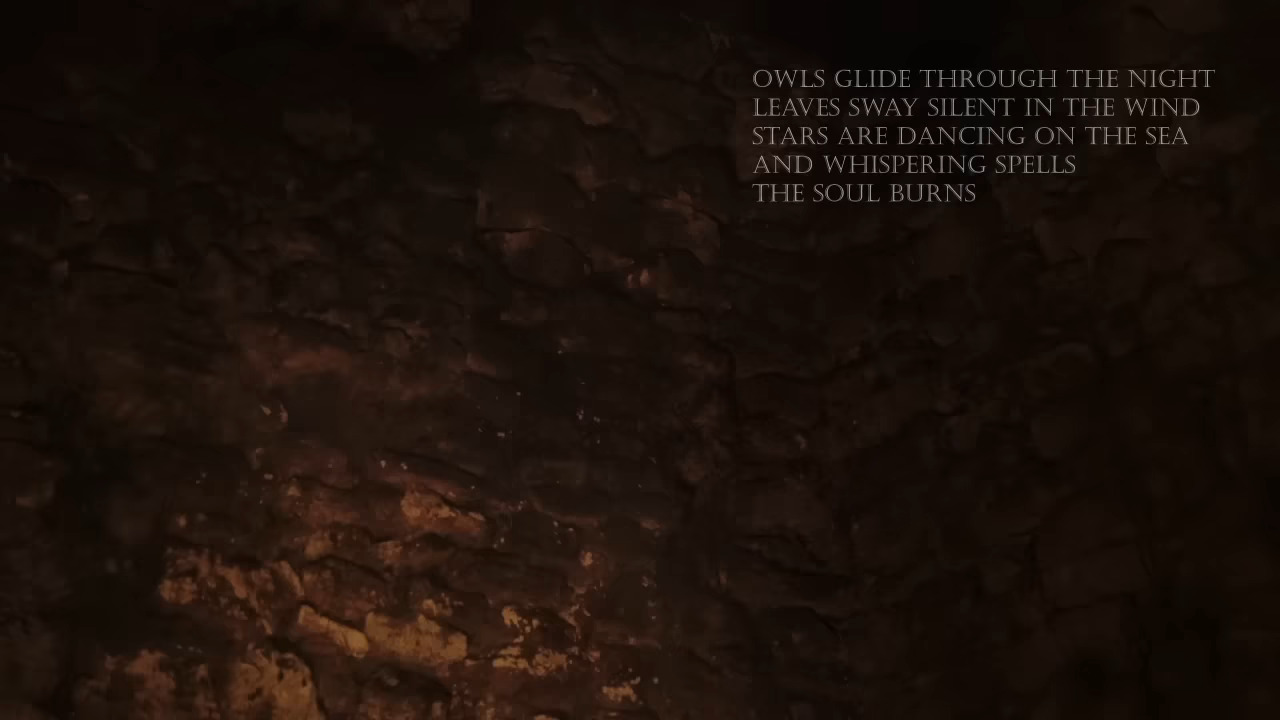 OWLS GLIDE THROUGH THE NIGHT
LEAVES SWAY SILENT IN THE WIND
STARS ARE DANCING ON THE SEA
AND WHISPERING SPELLS
THE SOUL BURNS